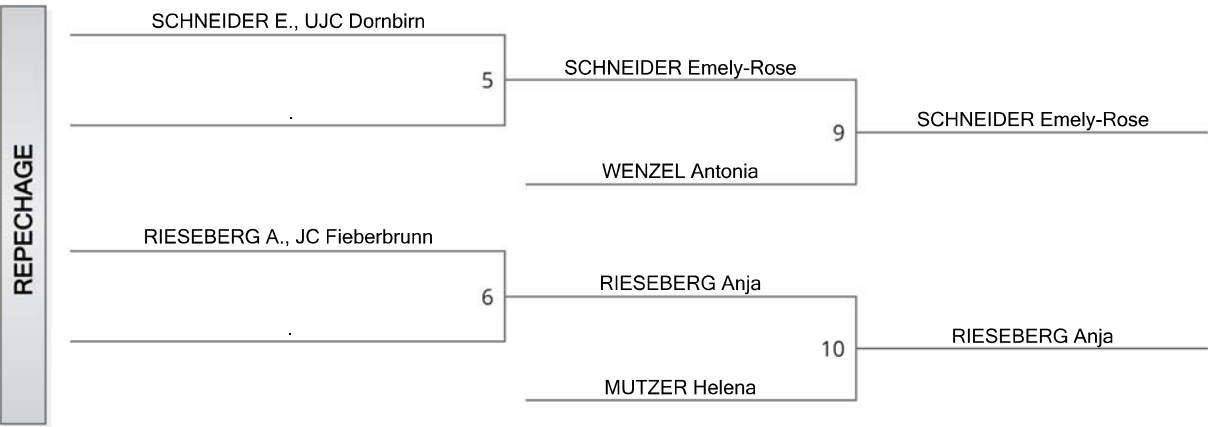 REPECHAGE
SCHNEIDER E., UJC Dornbirn
5
.
SCHNEIDER Emely-Rose
9
WENZEL Antonia
SCHNEIDER Emely-Rose
RIESEBERG A., JC Fieberbrunn
6
.
RIESEBERG Anja
10
MUTZER Helena
RIESEBERG Anja